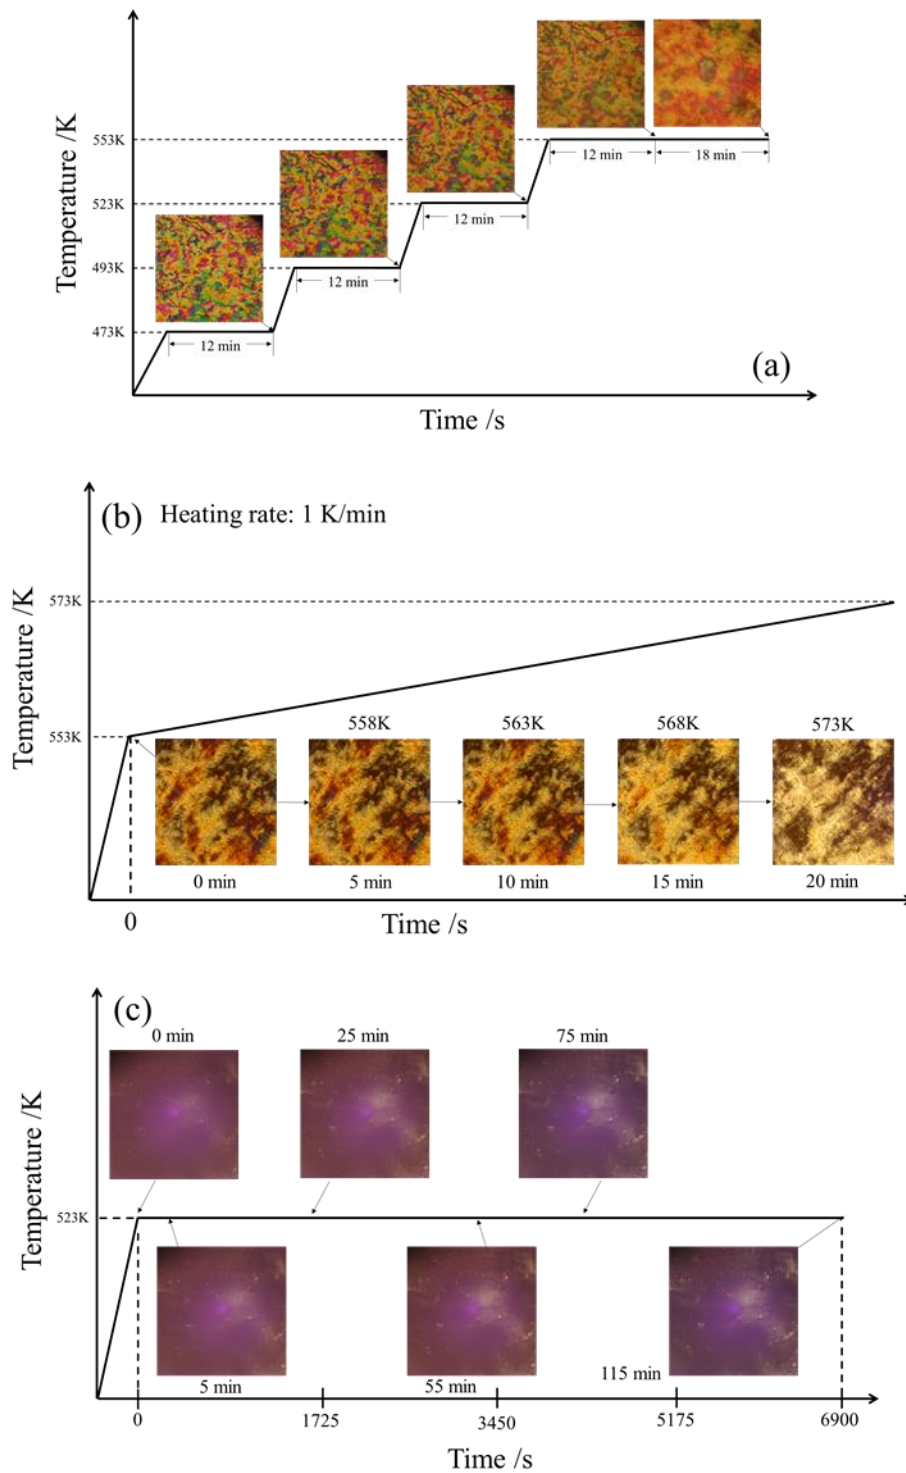 553K
12 min
18 min
523K
12 min
493K
12 min
473K
12 min
Temperature /K
(a)
Time /s
(b) Heating rate: 1 K/min
573K
Temperature /K
553K
558K
563K
568K
573K
0 min
5 min
10 min
15 min
20 min
0
Time /s
(c)
0 min
25 min
75 min
Temperature /K
523K
5 min
55 min
115 min
0
1725
3450
5175
6900
Time /s